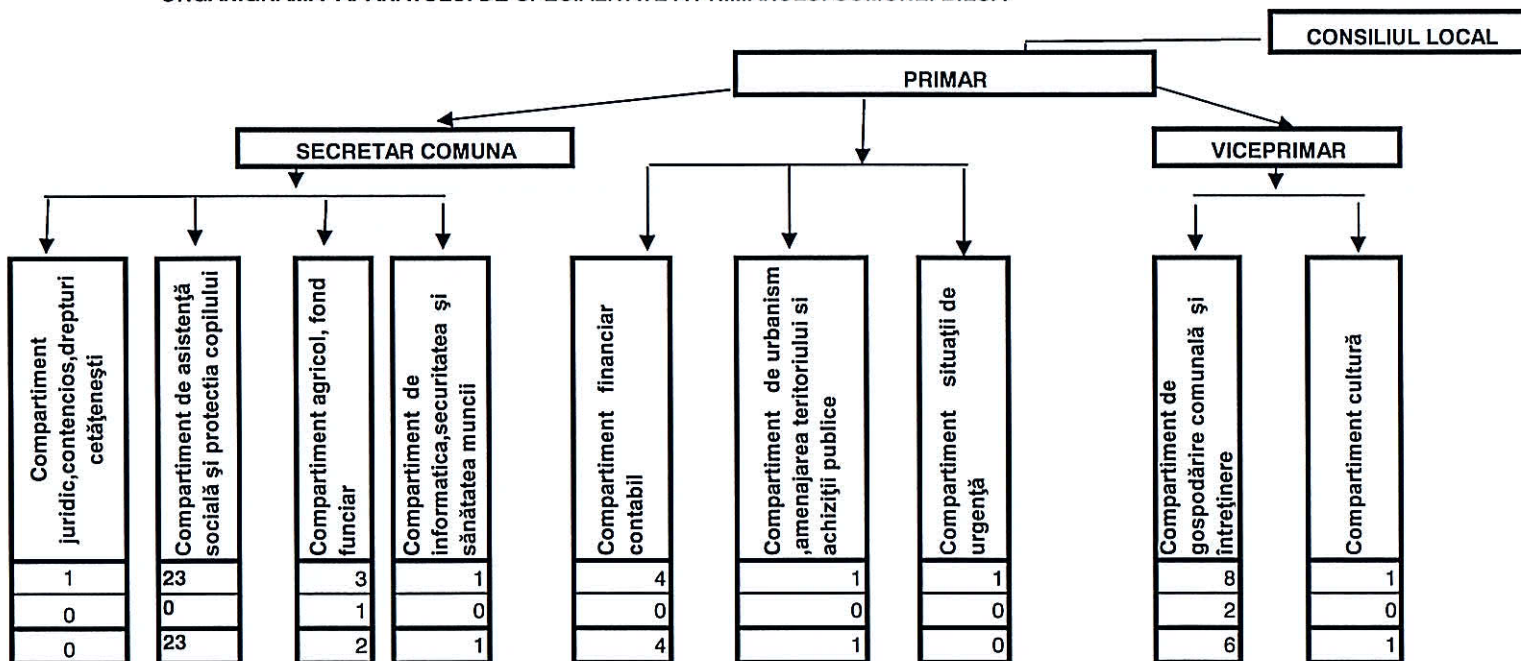 CONSILIUL LOCAL
PRIMAR
SECRETAR COMUNA
VICEPRIMAR
Compartiment
juridic,contencios,drepturi
cetăţeneşti
Compartiment de asistenţă
socială şi protectia copilului
Compartiment agricol, fond
funciar
Compartiment de
informatica,securitatea şi
sănătatea muncii
Compartiment financiar
contabil
Compartiment de urbanism
,amenajarea teritoriului si
achiziţii publice
Compartiment situaţii de
urgenţă
Compartiment de
gospodărire comunală şi
întreţinere
Compartiment cultură
1 23 3 1 4 1 1 8 1
0 0 1 0 0 0 0 2 0
0 23 2 1 4 1 0 6 1